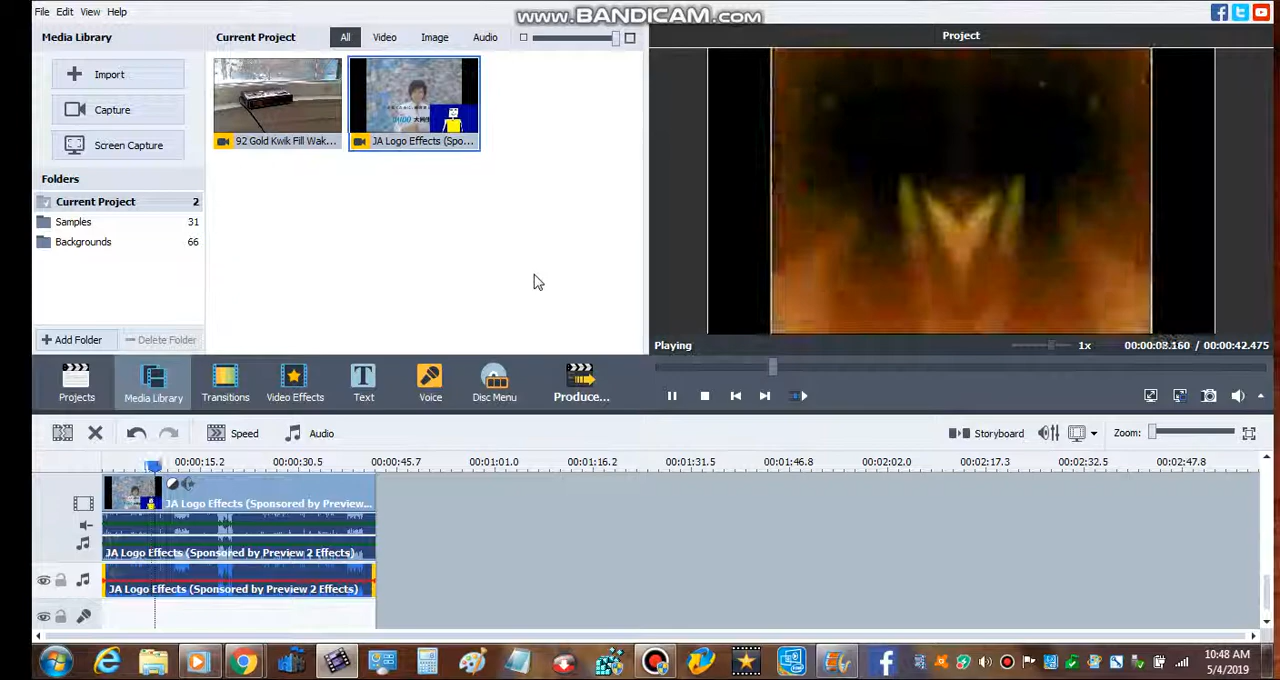 www.BANDICAM.com
File Edit View Help
Media Library
Current Project
All
Video
Image
Audio
Project
Import
Capture
Screen Capture
92 Gold Kwik Fill Wak...
JA Logo Effects (Spo...
Folders
Current Project 2
Samples 31
Backgrounds 66
Add Folder
Delete Folder
Playing
1x
00:00:03.160 / 00:00:42.475
Projects
Media Library
Transitions
Video Effects
Text
Voice
Disc Menu
Produce...
Speed
Audio
Storyboard
Zoom:
00:00:15.2 00:00:30.5 00:00:45.7 00:01:01.0 00:01:16.2 00:01:31.5 00:01:46.8 00:02:02.0 00:02:17.3 00:02:32.5 00:02:47.8
JA Logo Effects (Sponsored by Preview...
JA Logo Effects (Sponsored by Preview 2 Effects)
JA Logo Effects (Sponsored by Preview 2 Effects)
10:48 AM
5/4/2019